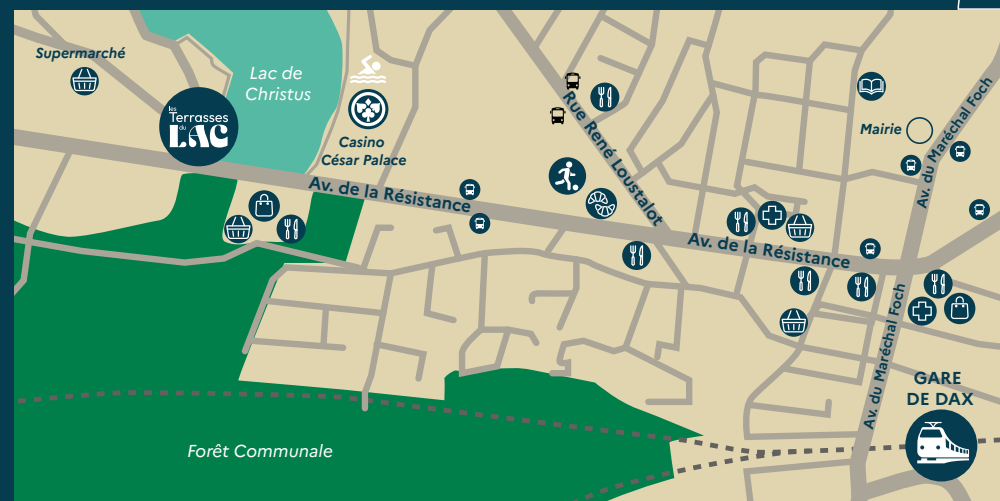 Supermarché
les
Terrasses
du
LAC
Lac de
Christus
Casino
César Palace
Rue René Loustalot
Mairie
Av. du Maréchal Foch
Av. de la Résistance
Av. de la Résistance
Av. du Maréchal Foch
GARE
DE DAX
Forêt Communale